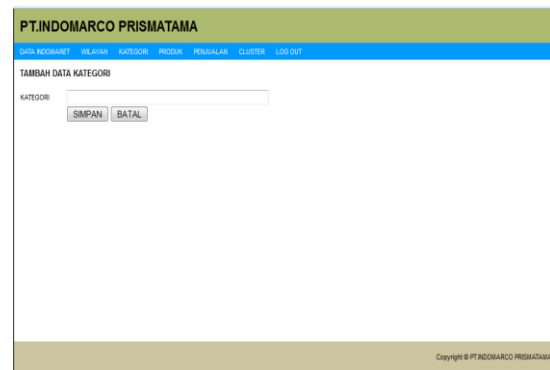 PT.INDOMARCO PRISMATAMA
DATA INDOMARET WILAYAH KATEGORI PRODUK PENJUALAN CLUSTER LOG OUT
TAMBAH DATA KATEGORI
KATEGORI
SIMPAN BATAL
Copyright © PT.INDOMARCO PRISMATAMA